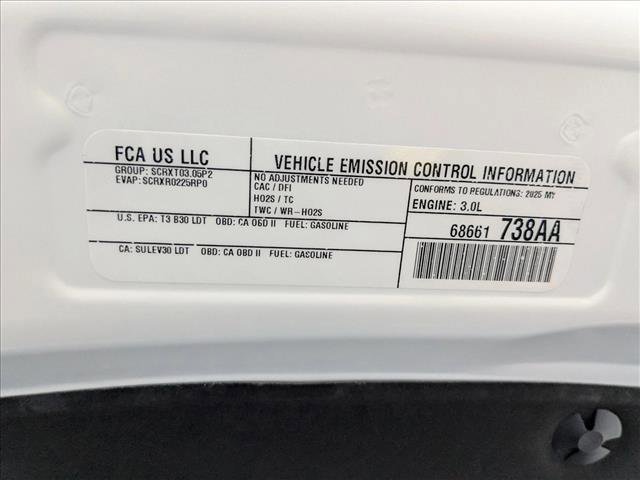 FCA US LLC
GROUP: SCRXT03.05P2
EVAP: SCRXR0225RP0
VEHICLE EMISSION CONTROL INFORMATION
NO ADJUSTMENTS NEEDED
CAC / DFI
HO2S / TC
TWC / WR-HO2S
CONFORMS TO REGULATIONS: 2025 MY
ENGINE: 3.0L
U.S. EPA: T3 B30 LDT OBD: CA OBD II FUEL: GASOLINE
CA: SULEV30 LDT OBD: CA OBD II FUEL: GASOLINE
68661 738AA